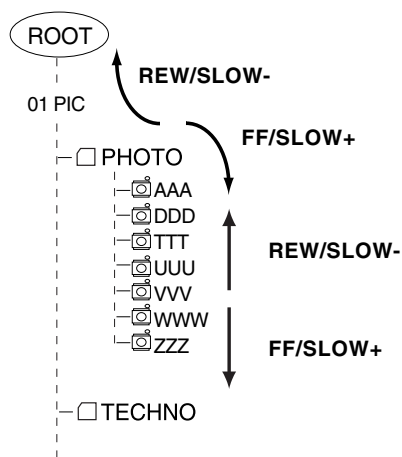 ROOT
REW/SLOW-
01 PIC
FF/SLOW+
PHOTO
AAA
DDD
TTT
REW/SLOW-
UUU
VVV
WWW
ZZZ
FF/SLOW+
TECHNO